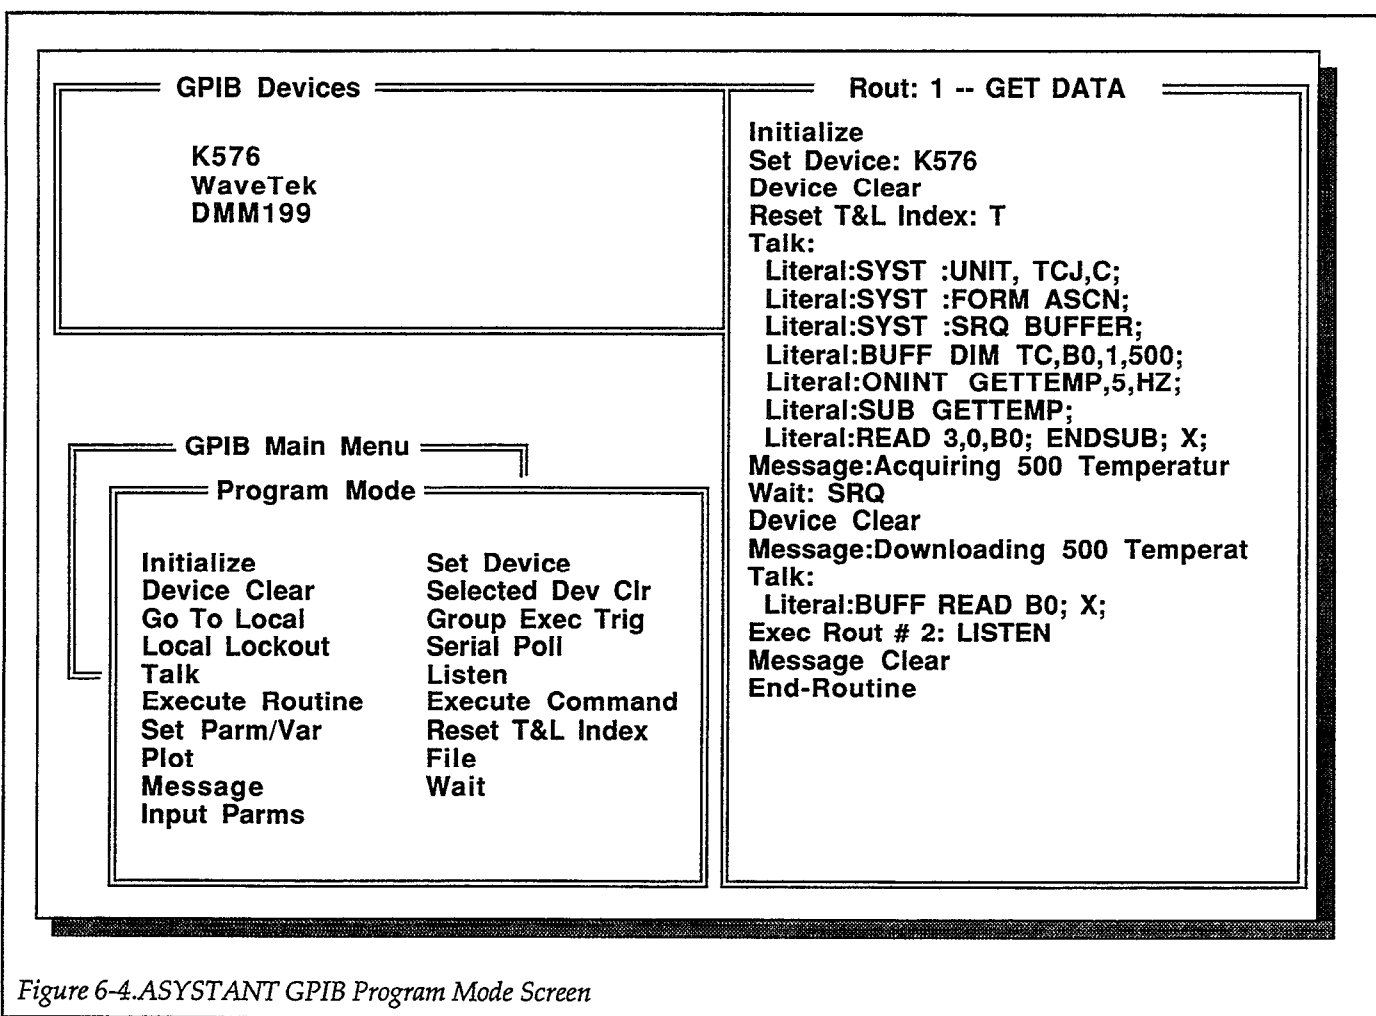 GPIB Devices
K576
WaveTek
DMM199
GPIB Main Menu
Program Mode
Initialize Set Device
Device Clear Selected Dev Clr
Go To Local Group Exec Trig
Local Lockout Serial Poll
Talk Listen
Execute Routine Execute Command
Set Parm/Var Reset T&L Index
Plot File
Message Wait
Input Parms
Rout: 1 -- GET DATA
Initialize
Set Device: K576
Device Clear
Reset T&L Index: T
Talk:
Literal:SYST :UNIT, TCJ,C;
Literal:SYST :FORM ASCN;
Literal:SYST :SRQ BUFFER;
Literal:BUFF DIM TC,B0,1,500;
Literal:ONINT GETTEMP,5,HZ;
Literal:SUB GETTEMP;
Literal:READ 3,0,B0; ENDSUB; X;
Message:Acquiring 500 Temperatur
Wait: SRQ
Device Clear
Message:Downloading 500 Temperat
Talk:
Literal:BUFF READ B0; X;
Exec Rout # 2: LISTEN
Message Clear
End-Routine
Figure 6-4.ASYSTANT GPIB Program Mode Screen